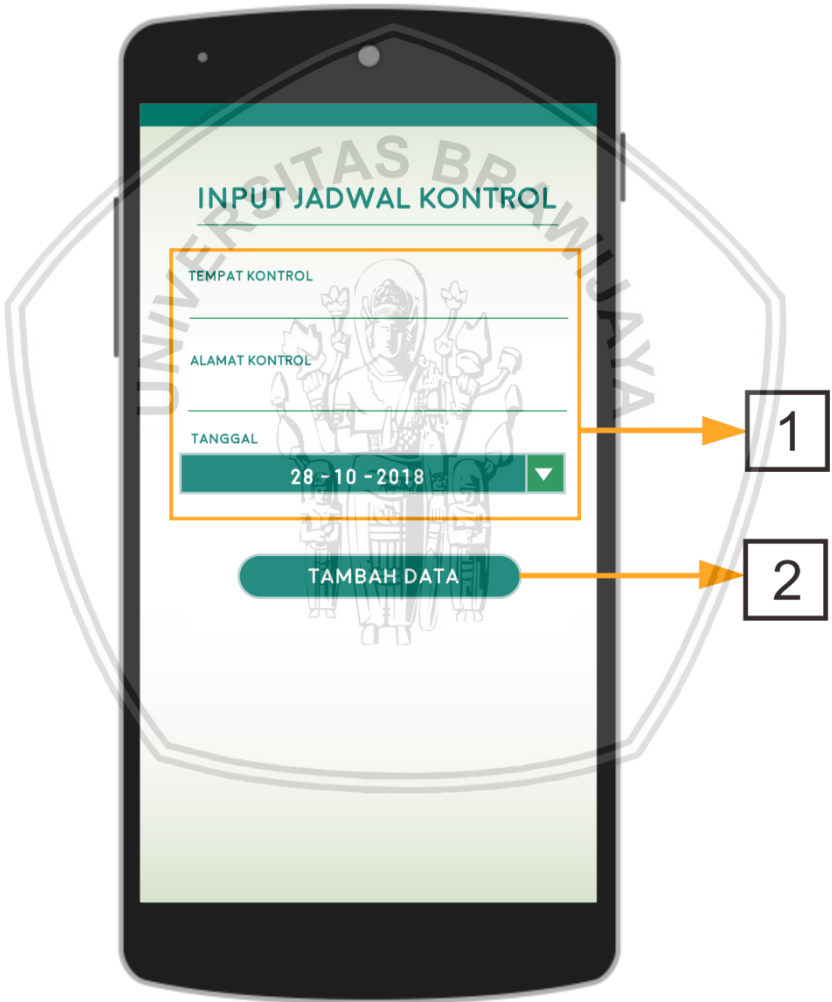 UNIVERSITAS BRAWIJAYA
INPUT JADWAL KONTROL
TEMPAT KONTROL
ALAMAT KONTROL
TANGGAL
28 - 10 - 2018
1
TAMBAH DATA
2